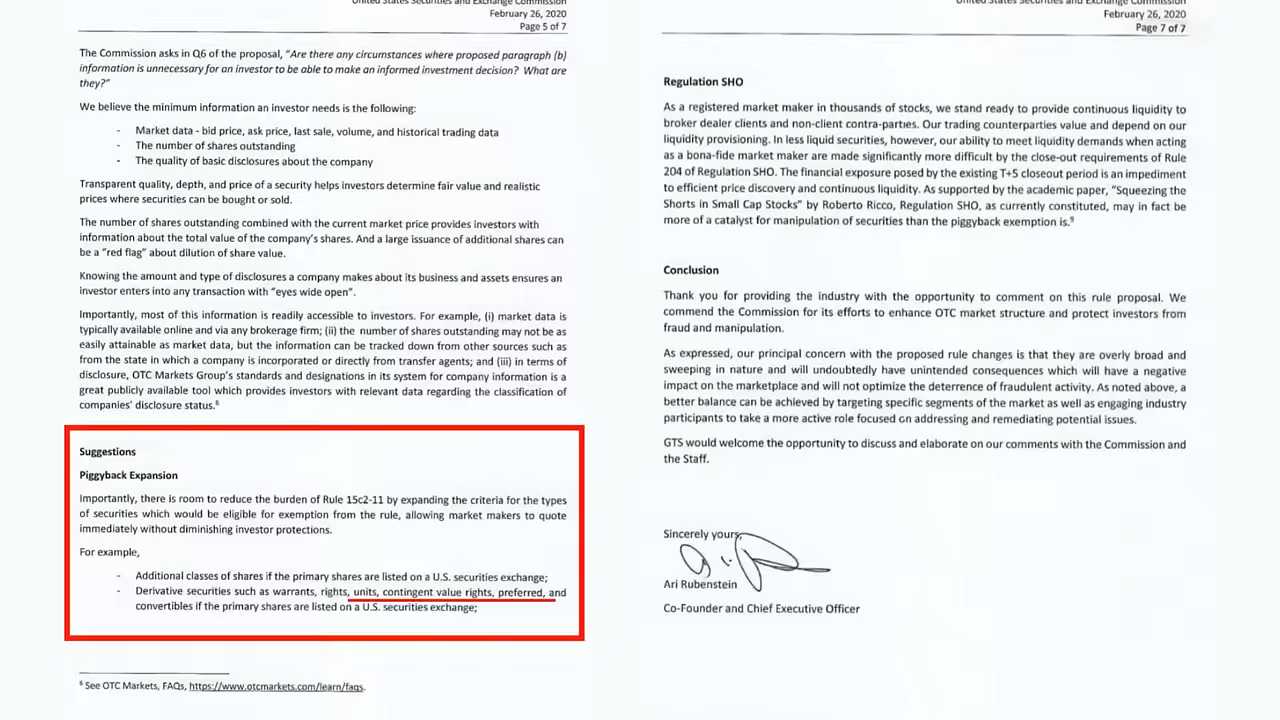 United States Securities and Exchange Commission
February 26, 2020
Page 5 of 7
The Commission asks in Q6 of the proposal, “Are there any circumstances where proposed paragraph (b)
information is unnecessary for an investor to be able to make an informed investment decision? What are
they?”
We believe the minimum information an investor needs is the following:
- Market data - bid price, ask price, last sale, volume, and historical trading data
- The number of shares outstanding
- The quality of basic disclosures about the company
Transparent quality, depth, and price of a security helps investors determine fair value and realistic
prices where securities can be bought or sold.
The number of shares outstanding combined with the current market price provides investors with
information about the total value of the company’s shares. And a large issuance of additional shares can
be a “red flag” about dilution of share value.
Knowing the amount and type of disclosures a company makes about its business and assets ensures an
investor enters into any transaction with “eyes wide open”.
Importantly, most of this information is readily accessible to investors. For example, (i) market data is
typically available online and via any brokerage firm; (ii) the number of shares outstanding may not be as
easily attainable as market data, but the information can be tracked down from other sources such as
from the state in which a company is incorporated or directly from transfer agents; and (iii) in terms of
disclosure, OTC Markets Group’s standards and designations in its system for company information is a
great publicly available tool which provides investors with relevant data regarding the classification of
companies’ disclosure status.⁶
Suggestions
Piggyback Expansion
Importantly, there is room to reduce the burden of Rule 15c2-11 by expanding the criteria for the types
of securities which would be eligible for exemption from the rule, allowing market makers to quote
immediately without diminishing investor protections.
For example,
- Additional classes of shares if the primary shares are listed on a U.S. securities exchange;
- Derivative securities such as warrants, rights, units, contingent value rights, preferred, and
convertibles if the primary shares are listed on a U.S. securities exchange;
⁶ See OTC Markets, FAQs, https://www.otcmarkets.com/learn/faqs.
United States Securities and Exchange Commission
February 26, 2020
Page 7 of 7
Regulation SHO
As a registered market maker in thousands of stocks, we stand ready to provide continuous liquidity to
broker dealer clients and non-client contra-parties. Our trading counterparties value and depend on our
liquidity provisioning. In less liquid securities, however, our ability to meet liquidity demands when acting
as a bona-fide market maker are made significantly more difficult by the close-out requirements of Rule
204 of Regulation SHO. The financial exposure posed by the existing T+5 closeout period is an impediment
to efficient price discovery and continuous liquidity. As supported by the academic paper, “Squeezing the
Shorts in Small Cap Stocks” by Roberto Ricco, Regulation SHO, as currently constituted, may in fact be
more of a catalyst for manipulation of securities than the piggyback exemption is.⁹
Conclusion
Thank you for providing the industry with the opportunity to comment on this rule proposal. We
commend the Commission for its efforts to enhance OTC market structure and protect investors from
fraud and manipulation.
As expressed, our principal concern with the proposed rule changes is that they are overly broad and
sweeping in nature and will undoubtedly have unintended consequences which will have a negative
impact on the marketplace and will not optimize the deterrence of fraudulent activity. As noted above, a
better balance can be achieved by targeting specific segments of the market as well as engaging industry
participants to take a more active role focused on addressing and remediating potential issues.
GTS would welcome the opportunity to discuss and elaborate on our comments with the Commission and
the Staff.
Sincerely yours,
Ari Rubenstein
Co-Founder and Chief Executive Officer